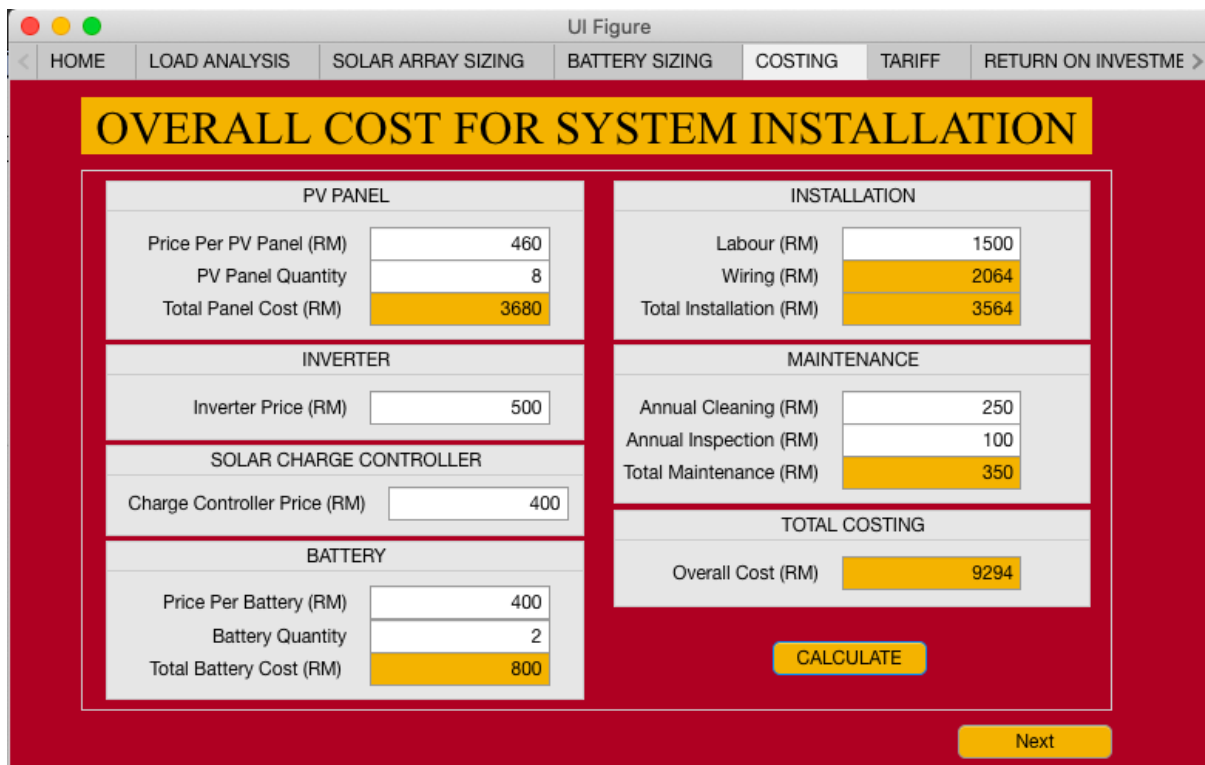 UI Figure
< HOME LOAD ANALYSIS SOLAR ARRAY SIZING BATTERY SIZING COSTING TARIFF RETURN ON INVESTME >
OVERALL COST FOR SYSTEM INSTALLATION
PV PANEL
Price Per PV Panel (RM) 460
PV Panel Quantity 8
Total Panel Cost (RM) 3680
INVERTER
Inverter Price (RM) 500
SOLAR CHARGE CONTROLLER
Charge Controller Price (RM) 400
BATTERY
Price Per Battery (RM) 400
Battery Quantity 2
Total Battery Cost (RM) 800
INSTALLATION
Labour (RM) 1500
Wiring (RM) 2064
Total Installation (RM) 3564
MAINTENANCE
Annual Cleaning (RM) 250
Annual Inspection (RM) 100
Total Maintenance (RM) 350
TOTAL COSTING
Overall Cost (RM) 9294
CALCULATE
Next